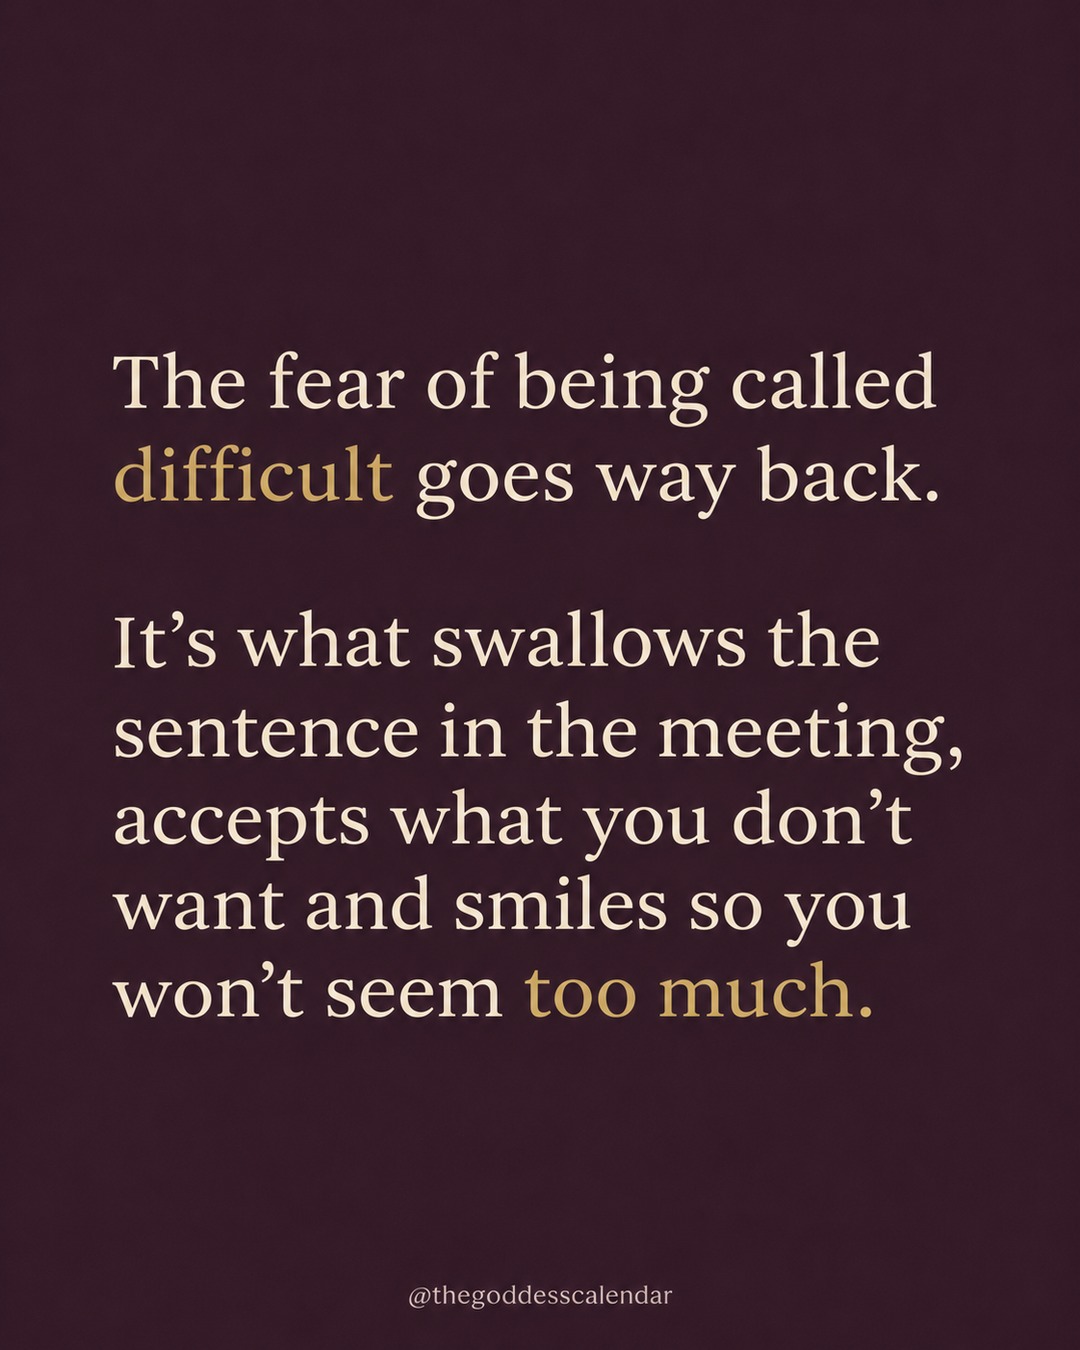 The fear of being called
difficult goes way back.
It’s what swallows the
sentence in the meeting,
accepts what you don’t
want and smiles so you
won’t seem too much.
@thegoddesscalendar